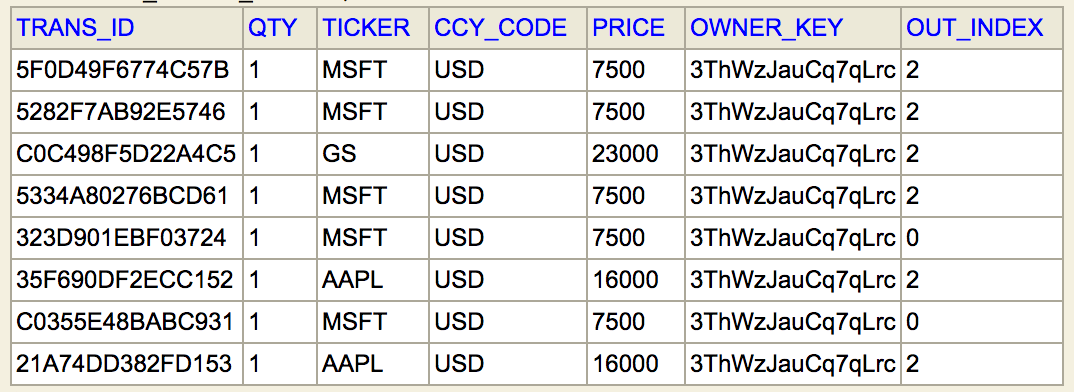 TRANS_ID QTY TICKER CCY_CODE PRICE OWNER_KEY OUT_INDEX
5F0D49F6774C57B 1 MSFT USD 7500 3ThWzJauCq7qLrc 2
5282F7AB92E5746 1 MSFT USD 7500 3ThWzJauCq7qLrc 2
C0C498F5D22A4C5 1 GS USD 23000 3ThWzJauCq7qLrc 2
5334A80276BCD61 1 MSFT USD 7500 3ThWzJauCq7qLrc 2
323D901EBF03724 1 MSFT USD 7500 3ThWzJauCq7qLrc 0
35F690DF2ECC152 1 AAPL USD 16000 3ThWzJauCq7qLrc 2
C0355E48BABC931 1 MSFT USD 7500 3ThWzJauCq7qLrc 0
21A74DD382FD153 1 AAPL USD 16000 3ThWzJauCq7qLrc 2